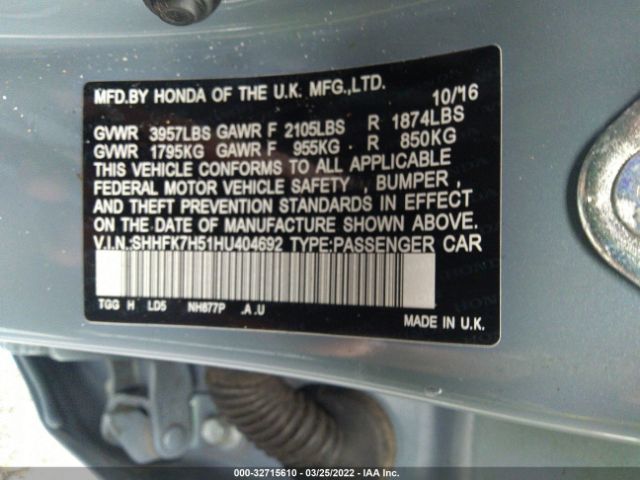 MFD.BY HONDA OF THE U.K. MFG.,LTD. 10/16
GVWR 3957LBS GAWR F 2105LBS R 1874LBS
GVWR 1795KG GAWR F 955KG R 850KG
THIS VEHICLE CONFORMS TO ALL APPLICABLE
FEDERAL MOTOR VEHICLE SAFETY , BUMPER ,
AND THEFT PREVENTION STANDARDS IN EFFECT
ON THE DATE OF MANUFACTURE SHOWN ABOVE.
V.I.N.:SHHFK7H51HU404692 TYPE:PASSENGER CAR
TGG H LD5 NH877P .A .U
MADE IN U.K.
000-32715610 / 03/25/2022 - IAA Inc.